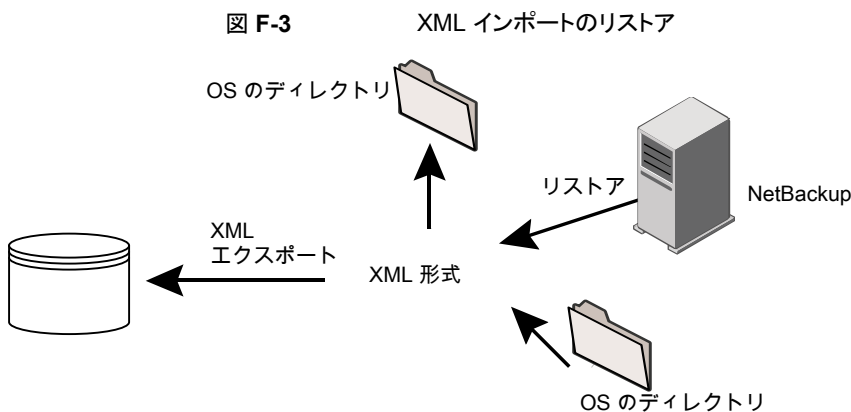 図 F-3 XML インポートのリストア
OS のディレクトリ
リストア
NetBackup
XML
エクスポート
XML 形式
OS のディレクトリ